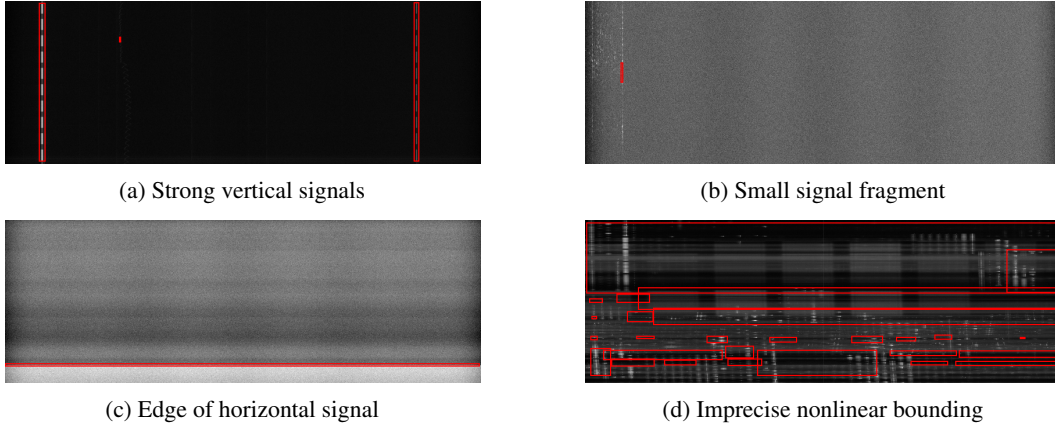 (a) Strong vertical signals
(b) Small signal fragment
(c) Edge of horizontal signal
(d) Imprecise nonlinear bounding